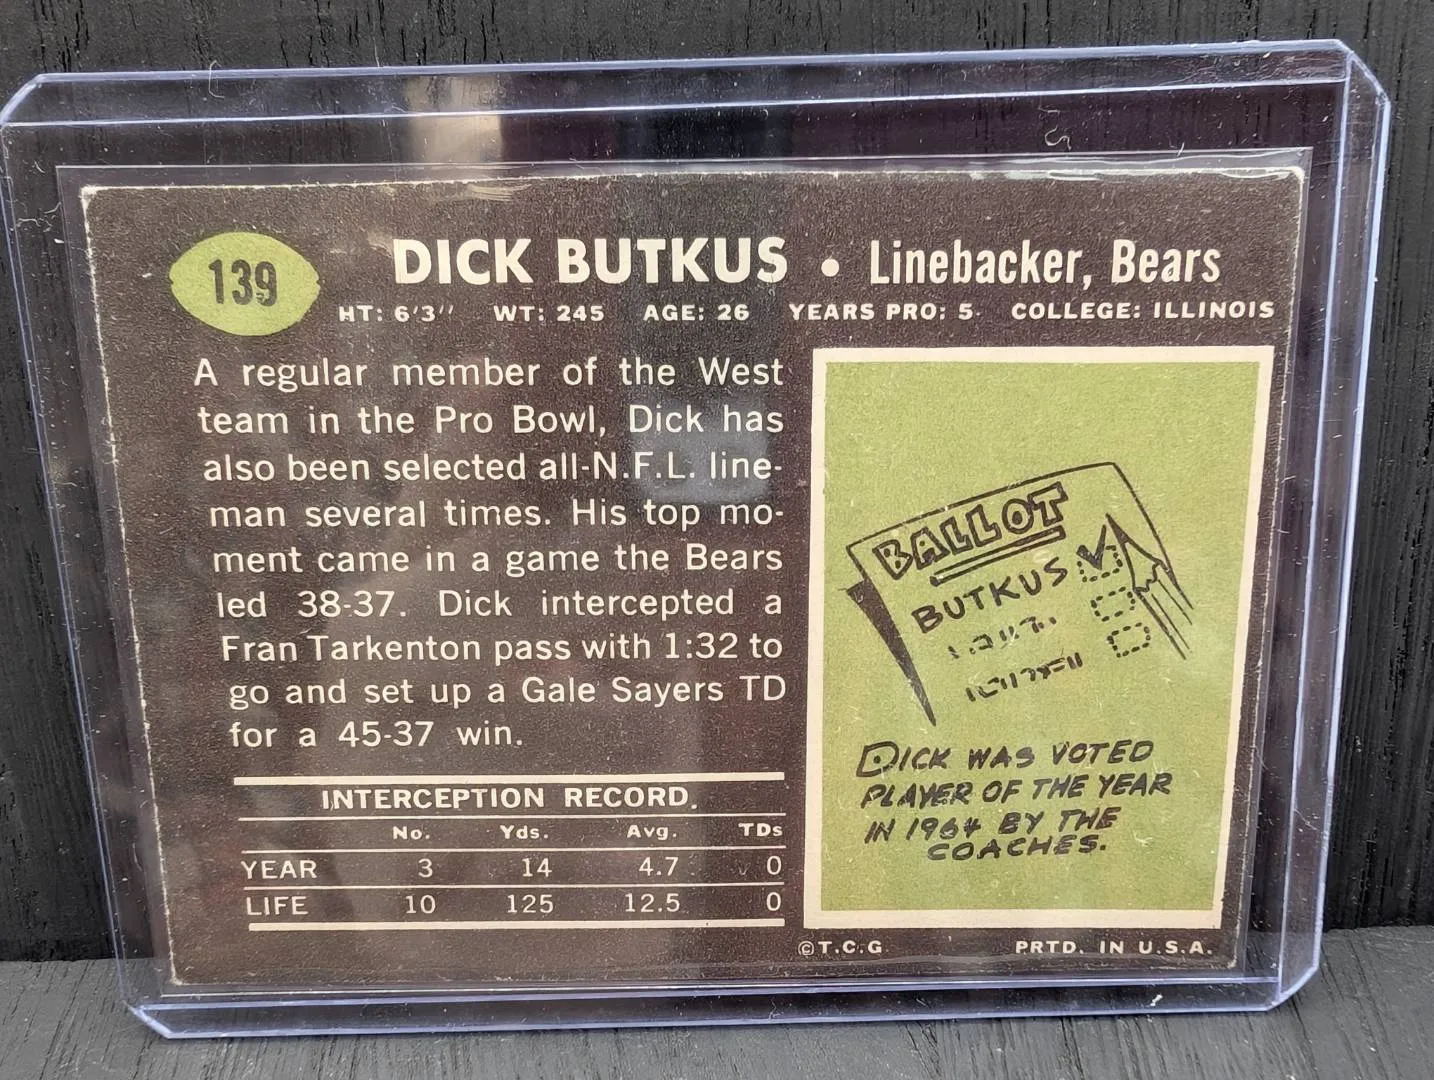 139
DICK BUTKUS • Linebacker, Bears
HT: 6'3" WT: 245 AGE: 26 YEARS PRO: 5 COLLEGE: ILLINOIS
A regular member of the West
team in the Pro Bowl, Dick has
also been selected all-N.F.L. line-
man several times. His top mo-
ment came in a game the Bears
led 38-37. Dick intercepted a
Fran Tarkenton pass with 1:32 to
go and set up a Gale Sayers TD
for a 45-37 win.
INTERCEPTION RECORD
No. Yds. Avg. TDs
YEAR 3 14 4.7 0
LIFE 10 125 12.5 0
BALLOT
BUTKUS
DICK WAS VOTED
PLAYER OF THE YEAR
IN 1964 BY THE
COACHES.
©T.C.G. PRTD. IN U.S.A.